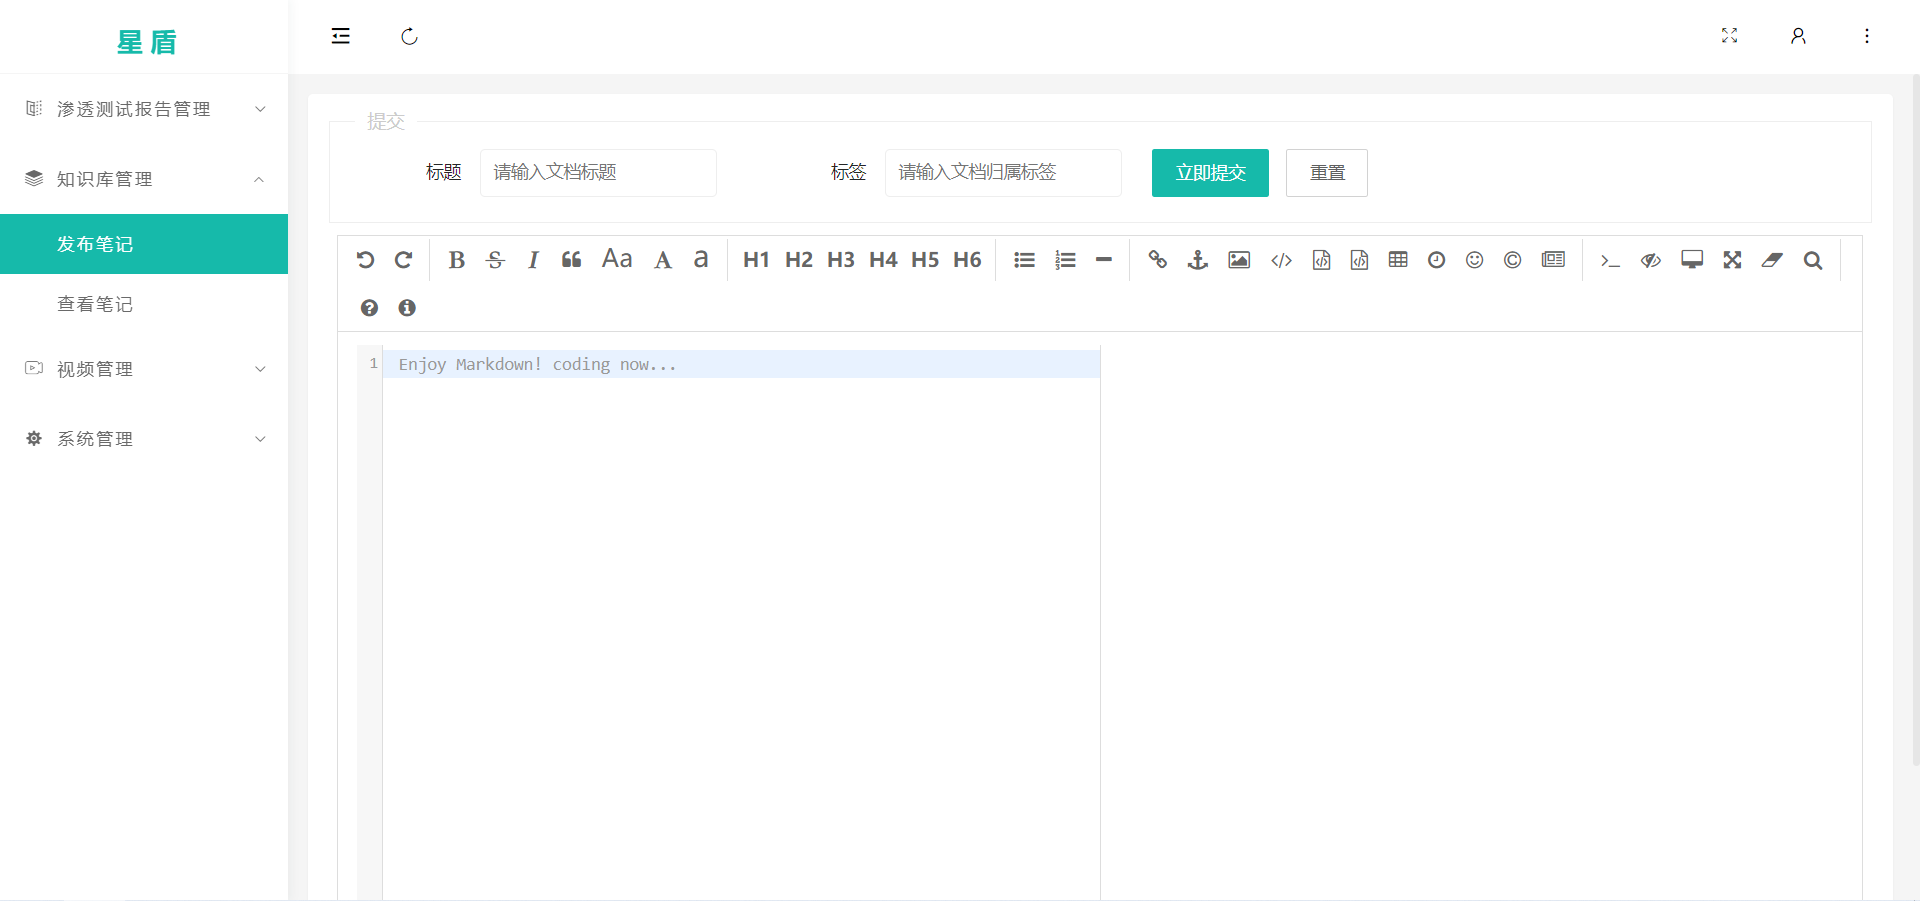 星盾
渗透测试报告管理
知识库管理
发布笔记
查看笔记
视频管理
系统管理
提交
标题 请输入文档标题 标签 请输入文档归属标签 立即提交 重置
B S I Aa A a H1 H2 H3 H4 H5 H6
1 Enjoy Markdown! coding now...